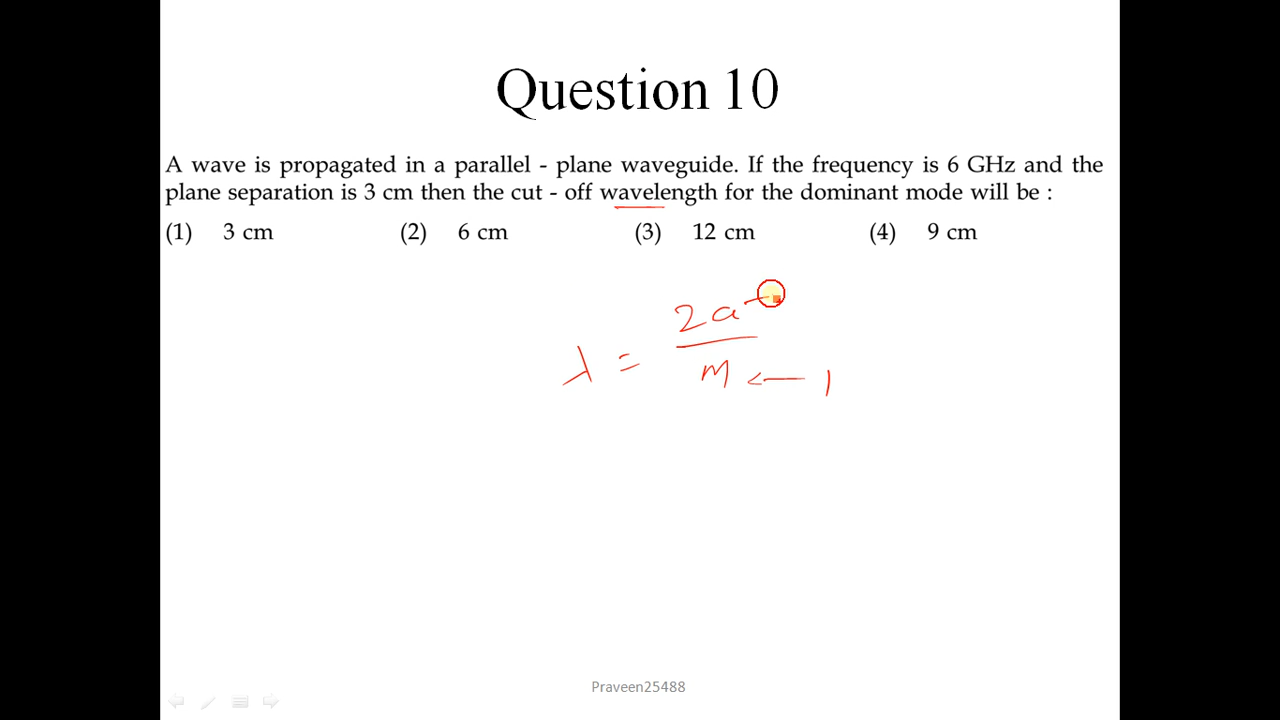 Question 10
A wave is propagated in a parallel - plane waveguide. If the frequency is 6 GHz and the
plane separation is 3 cm then the cut - off wavelength for the dominant mode will be :
(1) 3 cm (2) 6 cm (3) 12 cm (4) 9 cm
2a
λ =
m ← 1
Praveen25488